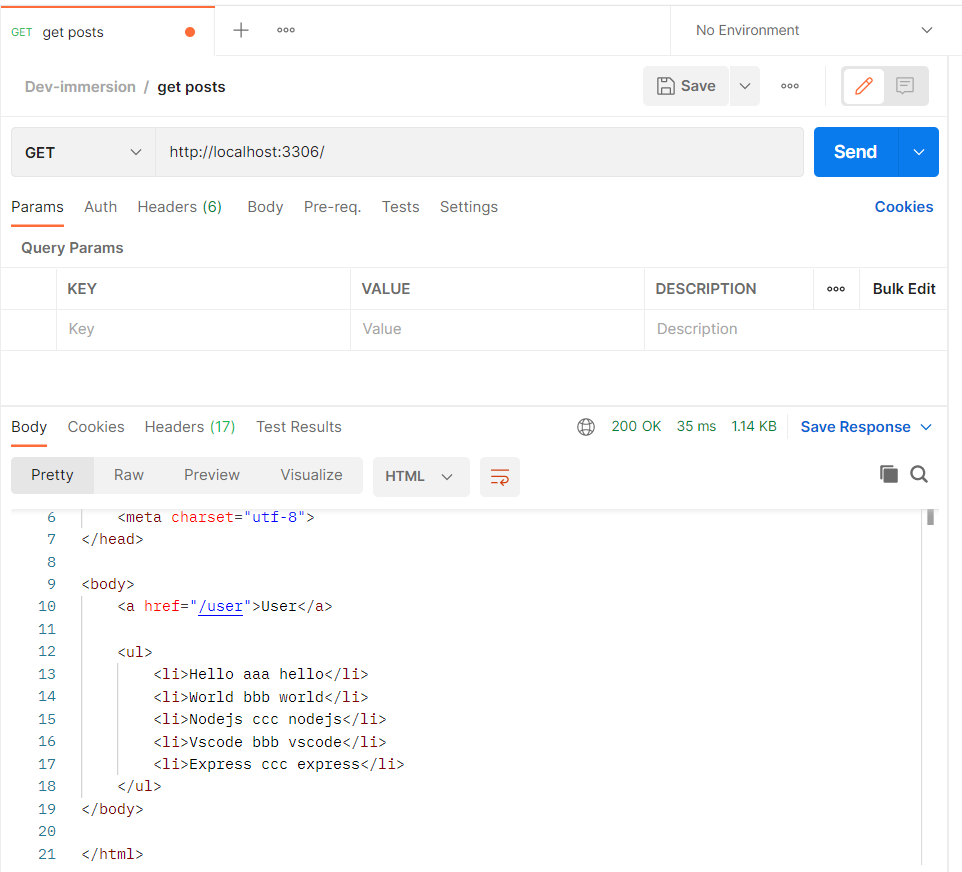 GET get posts
No Environment
Dev-immersion / get posts
Save
GET http://localhost:3306/ Send
Params Auth Headers (6) Body Pre-req. Tests Settings Cookies
Query Params
KEY VALUE DESCRIPTION Bulk Edit
Key Value Description
Body Cookies Headers (17) Test Results 200 OK 35 ms 1.14 KB Save Response
Pretty Raw Preview Visualize HTML
6 <meta charset="utf-8">
7 </head>
8
9 <body>
10 <a href="/user">User</a>
11
12 <ul>
13 <li>Hello aaa hello</li>
14 <li>World bbb world</li>
15 <li>Nodejs ccc nodejs</li>
16 <li>Vscode bbb vscode</li>
17 <li>Express ccc express</li>
18 </ul>
19 </body>
20
21 </html>